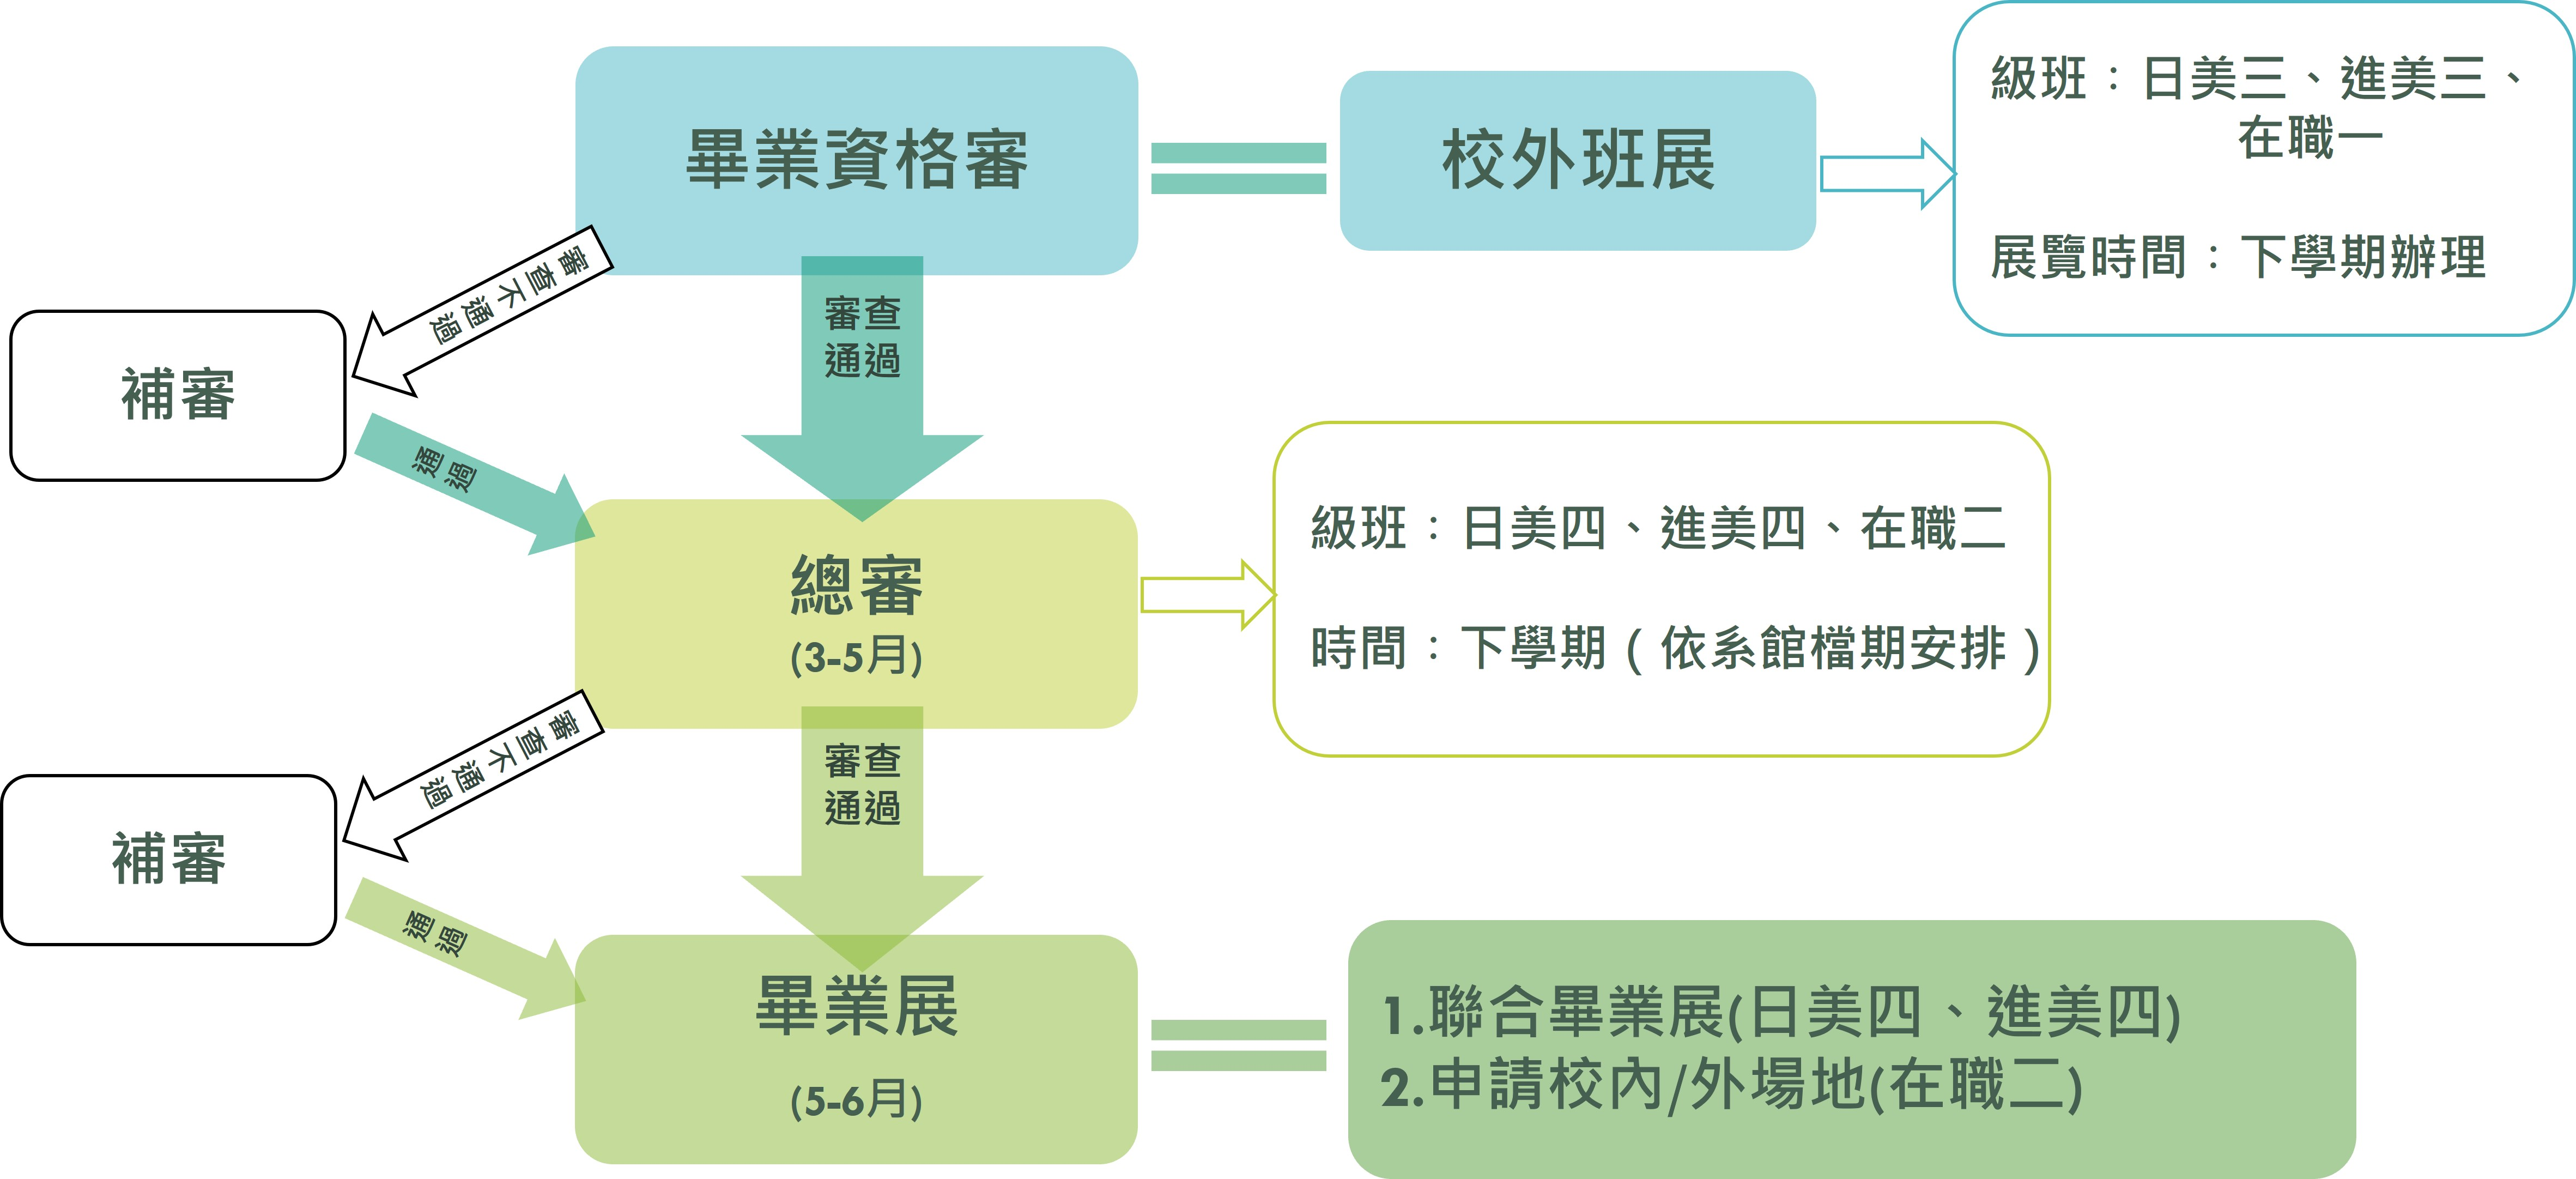 畢業資格審
校外班展
級班：日美三、進美三、
在職一
展覽時間：下學期辦理
審查不通過
審查
通過
補審
通過
總審
(3-5月)
級班：日美四、進美四、在職二
時間：下學期（依系館檔期安排）
審查不通過
審查
通過
補審
通過
畢業展
(5-6月)
1.聯合畢業展(日美四、進美四)
2.申請校內/外場地(在職二)